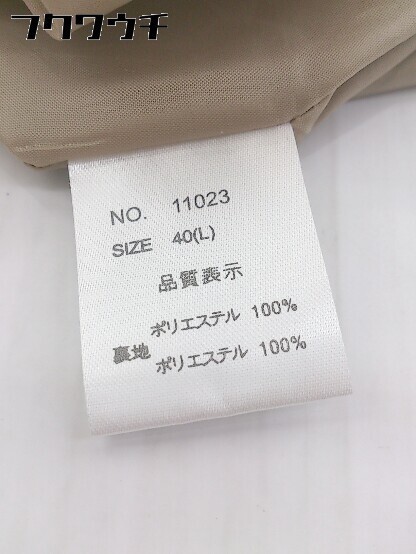 フクワウチ
NO. 11023
SIZE 40(L)
品質表示
ポリエステル 100%
裏地 ポリエステル 100%